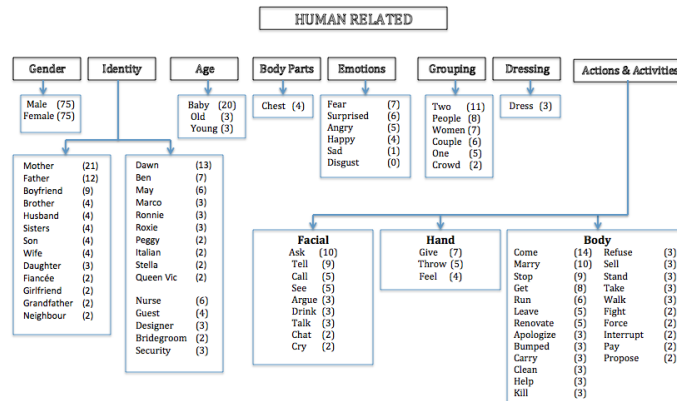 HUMAN RELATED
Gender
Identity
Age
Body Parts
Emotions
Grouping
Dressing
Actions & Activities
Male (75)
Female (75)
Baby (20)
Old (3)
Young (3)
Chest (4)
Fear (7)
Surprised (6)
Angry (5)
Happy (4)
Sad (1)
Disgust (0)
Two (11)
People (8)
Women (7)
Couple (6)
One (5)
Crowd (2)
Dress (3)
Mother (21)
Father (12)
Boyfriend (9)
Brother (4)
Husband (4)
Sisters (4)
Son (4)
Wife (4)
Daughter (3)
Fiancée (2)
Girlfriend (2)
Grandfather (2)
Neighbour (2)
Dawn (13)
Ben (7)
May (6)
Marco (3)
Ronnie (3)
Roxie (3)
Peggy (2)
Italian (2)
Stella (2)
Queen Vic (2)
Nurse (6)
Guest (4)
Designer (3)
Bridegroom (2)
Security (3)
Facial
Ask (10)
Tell (9)
Call (5)
See (5)
Argue (3)
Drink (3)
Talk (3)
Chat (2)
Cry (2)
Hand
Give (7)
Throw (5)
Feel (4)
Body
Come (14) Refuse (3)
Marry (10) Sell (3)
Stop (9) Stand (3)
Get (8) Take (3)
Run (6) Walk (3)
Leave (5) Fight (2)
Renovate (5) Force (2)
Apologize (3) Interrupt (2)
Bumped (3) Pay (2)
Carry (3) Propose (2)
Clean (3)
Help (3)
Kill (3)